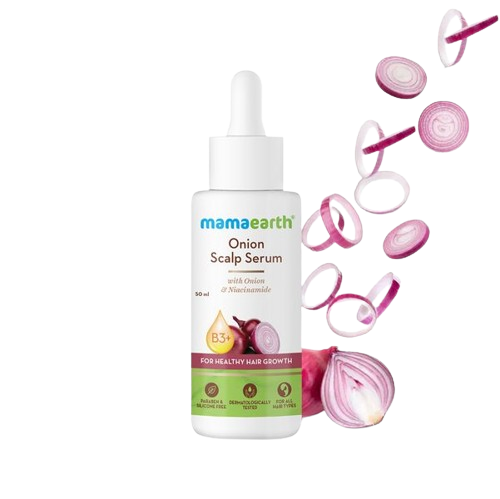 mamaearth®
Onion
Scalp Serum
with Onion
& Niacinamide
50 ml
B3+
FOR HEALTHY HAIR GROWTH
PARABEN &
SILICONE FREE
DERMATOLOGICALLY
TESTED
FOR ALL
HAIR TYPES